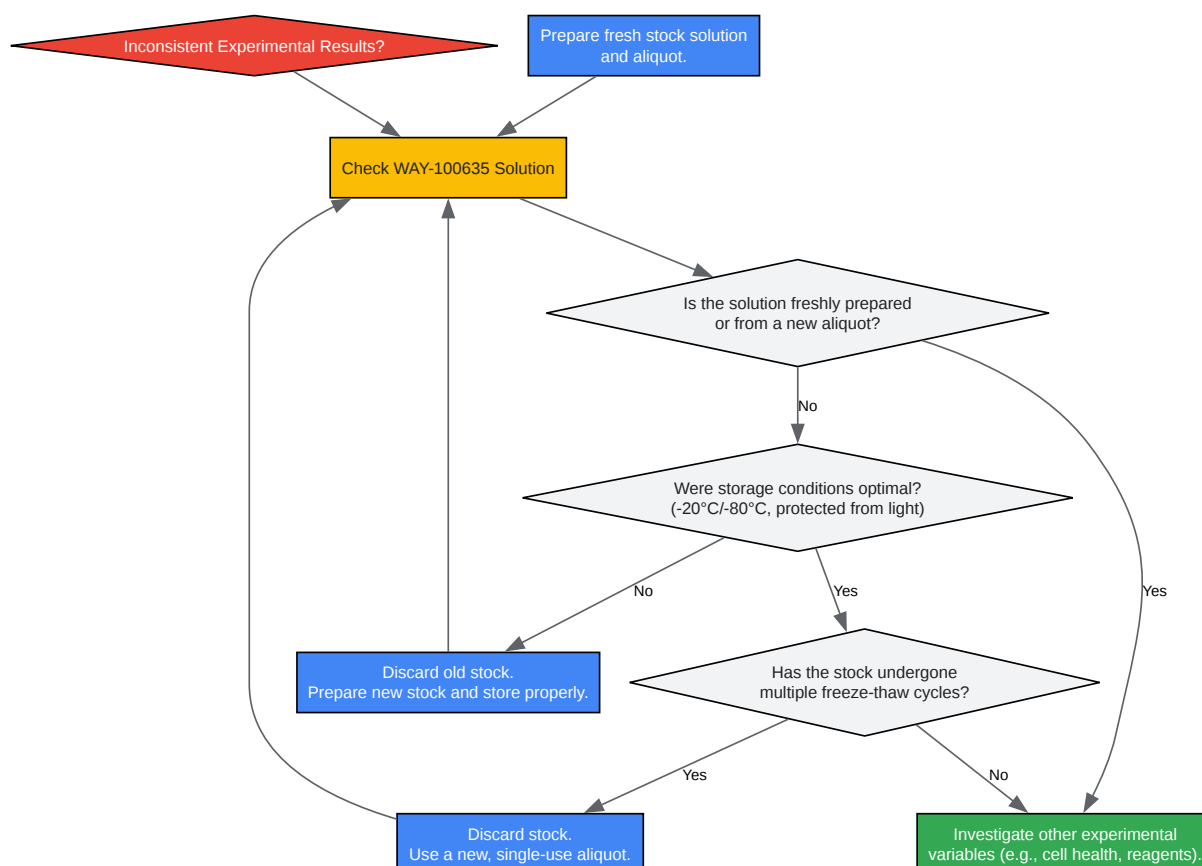 Inconsistent Experimental Results?
Prepare fresh stock solution
and aliquot.
Check WAY-100635 Solution
Is the solution freshly prepared
or from a new aliquot?
No
Were storage conditions optimal?
(-20°C/-80°C, protected from light)
No
Yes
Yes
Discard old stock.
Prepare new stock and store properly.
Has the stock undergone
multiple freeze-thaw cycles?
Yes
No
Discard stock.
Use a new, single-use aliquot.
Investigate other experimental
variables (e.g., cell health, reagents).